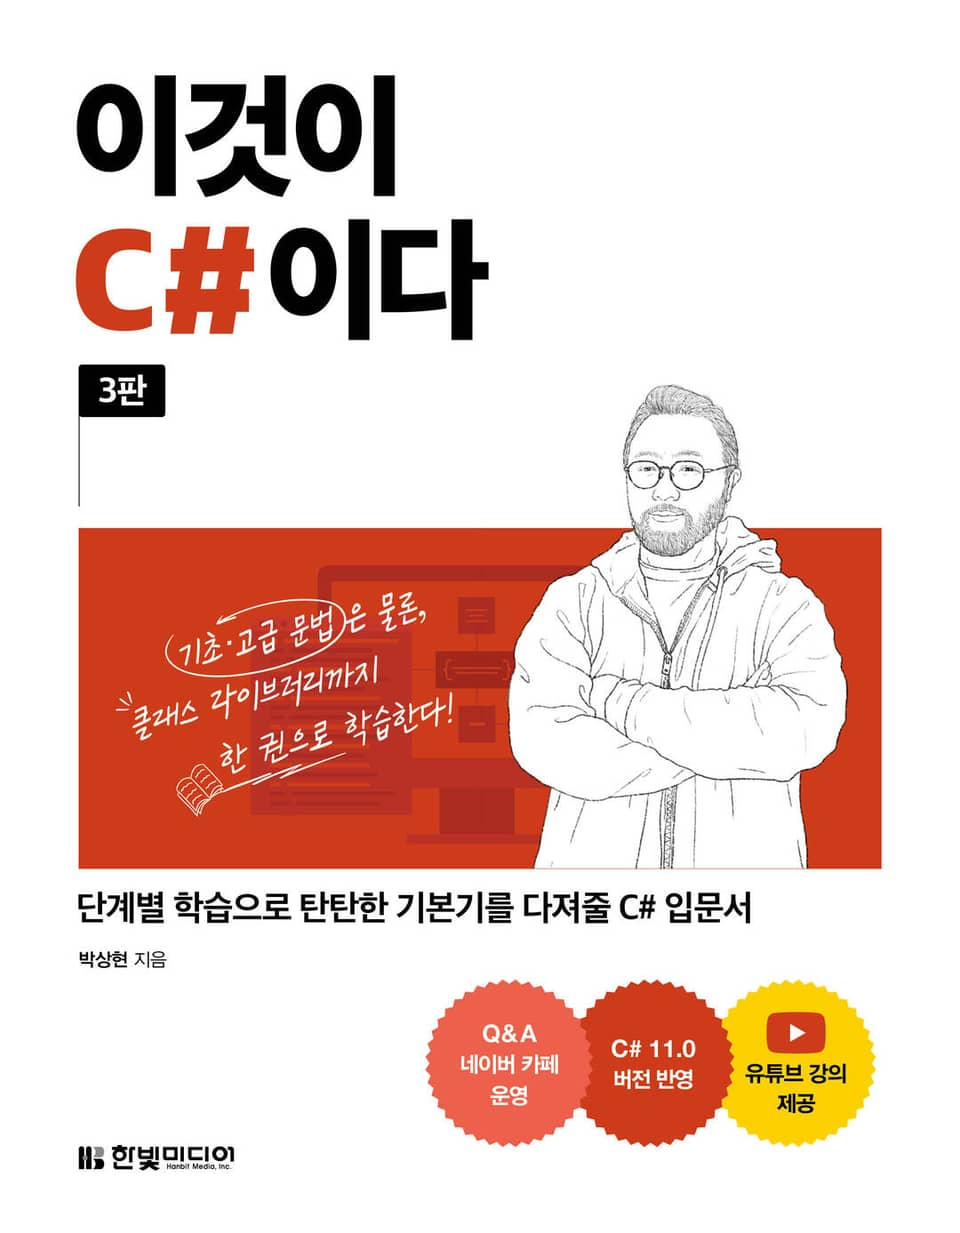 이것이
C#이다
3판
기초·고급 문법은 물론,
클래스 라이브러리까지
한 권으로 학습한다!
단계별 학습으로 탄탄한 기본기를 다져줄 C# 입문서
박상현 지음
Q&A
네이버 카페
운영
C# 11.0
버전 반영
유튜브 강의
제공
한빛미디어
Hanbit Media, Inc.